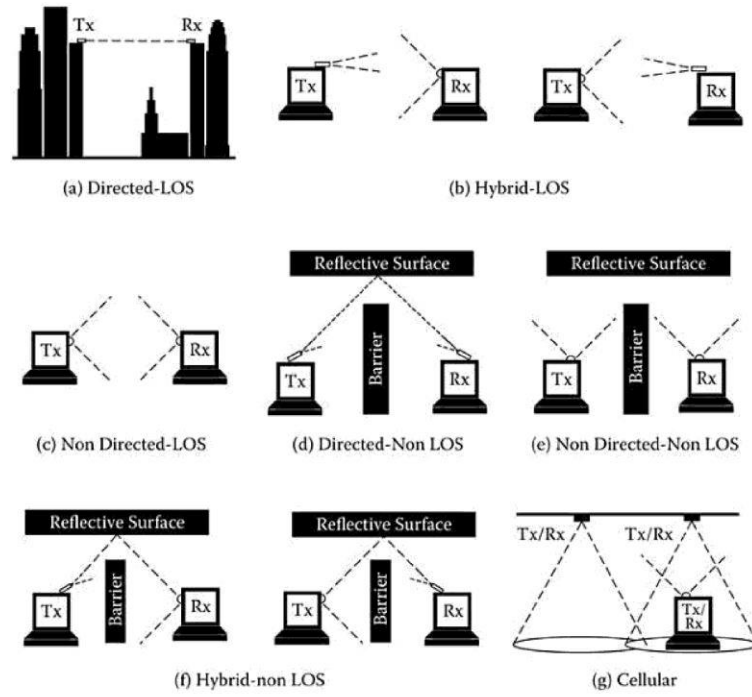 Tx Rx
Tx Rx Tx Rx
(a) Directed-LOS
(b) Hybrid-LOS
Reflective Surface Reflective Surface
Tx Rx Tx Barrier Rx Tx Barrier Rx
(c) Non Directed-LOS
(d) Directed-Non LOS
(e) Non Directed-Non LOS
Reflective Surface Reflective Surface
Tx/Rx Tx/Rx
Tx Barrier Rx Tx Barrier Rx Tx/
Rx
(f) Hybrid-non LOS
(g) Cellular